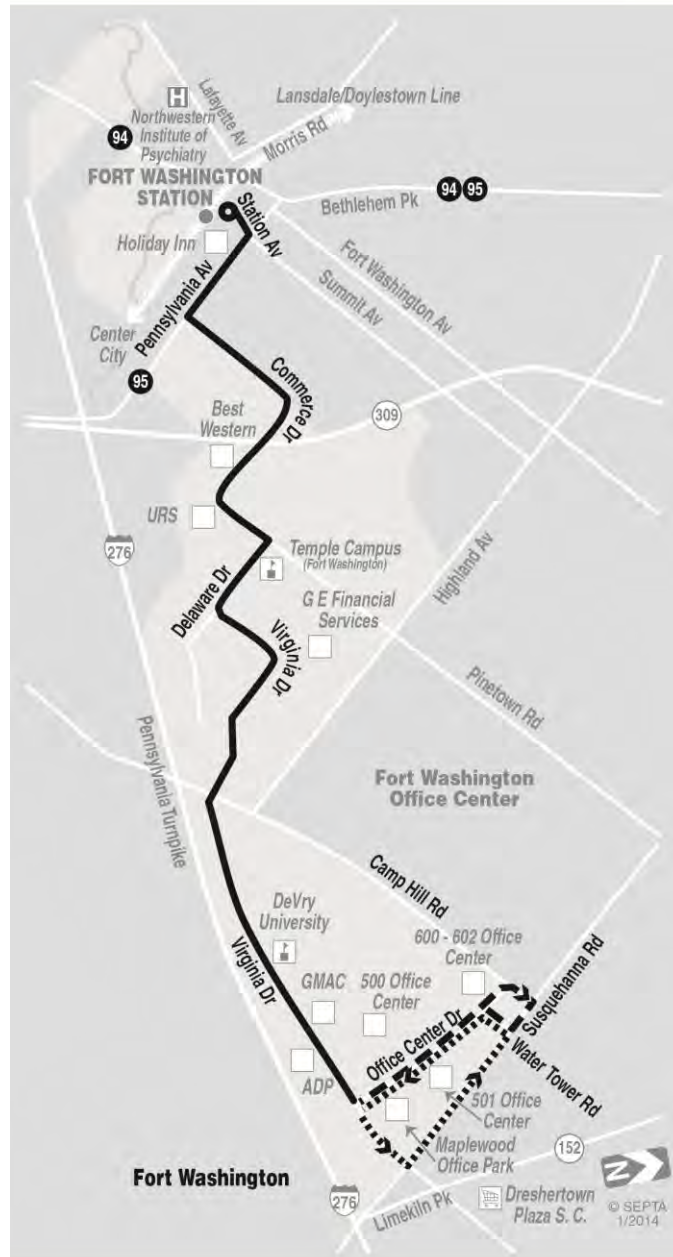 H
Lafayette Av
Lansdale/Doylestown Line
94
Northwestern
Institute of
Psychiatry
Morris Rd
FORT WASHINGTON
STATION
94 95
Bethlehem Pk
Station Av
Holiday Inn
Fort Washington Av
Summit Av
Pennsylvania Av
Center
City
95
Commerce Dr
309
Best
Western
URS
276
Temple Campus
(Fort Washington)
Highland Av
Delaware Dr
G E Financial
Services
Virginia Dr
Pinetown Rd
Pennsylvania Turnpike
Fort Washington
Office Center
Camp Hill Rd
DeVry
University
600 - 602 Office
Center
Virginia Dr
GMAC
500 Office
Center
Susquehanna Rd
Office Center Dr
Water Tower Rd
ADP
501 Office
Center
Maplewood
Office Park
152
Fort Washington
276
Limekiln Pk
Dreshertown
Plaza S. C.
N
© SEPTA
1/2014